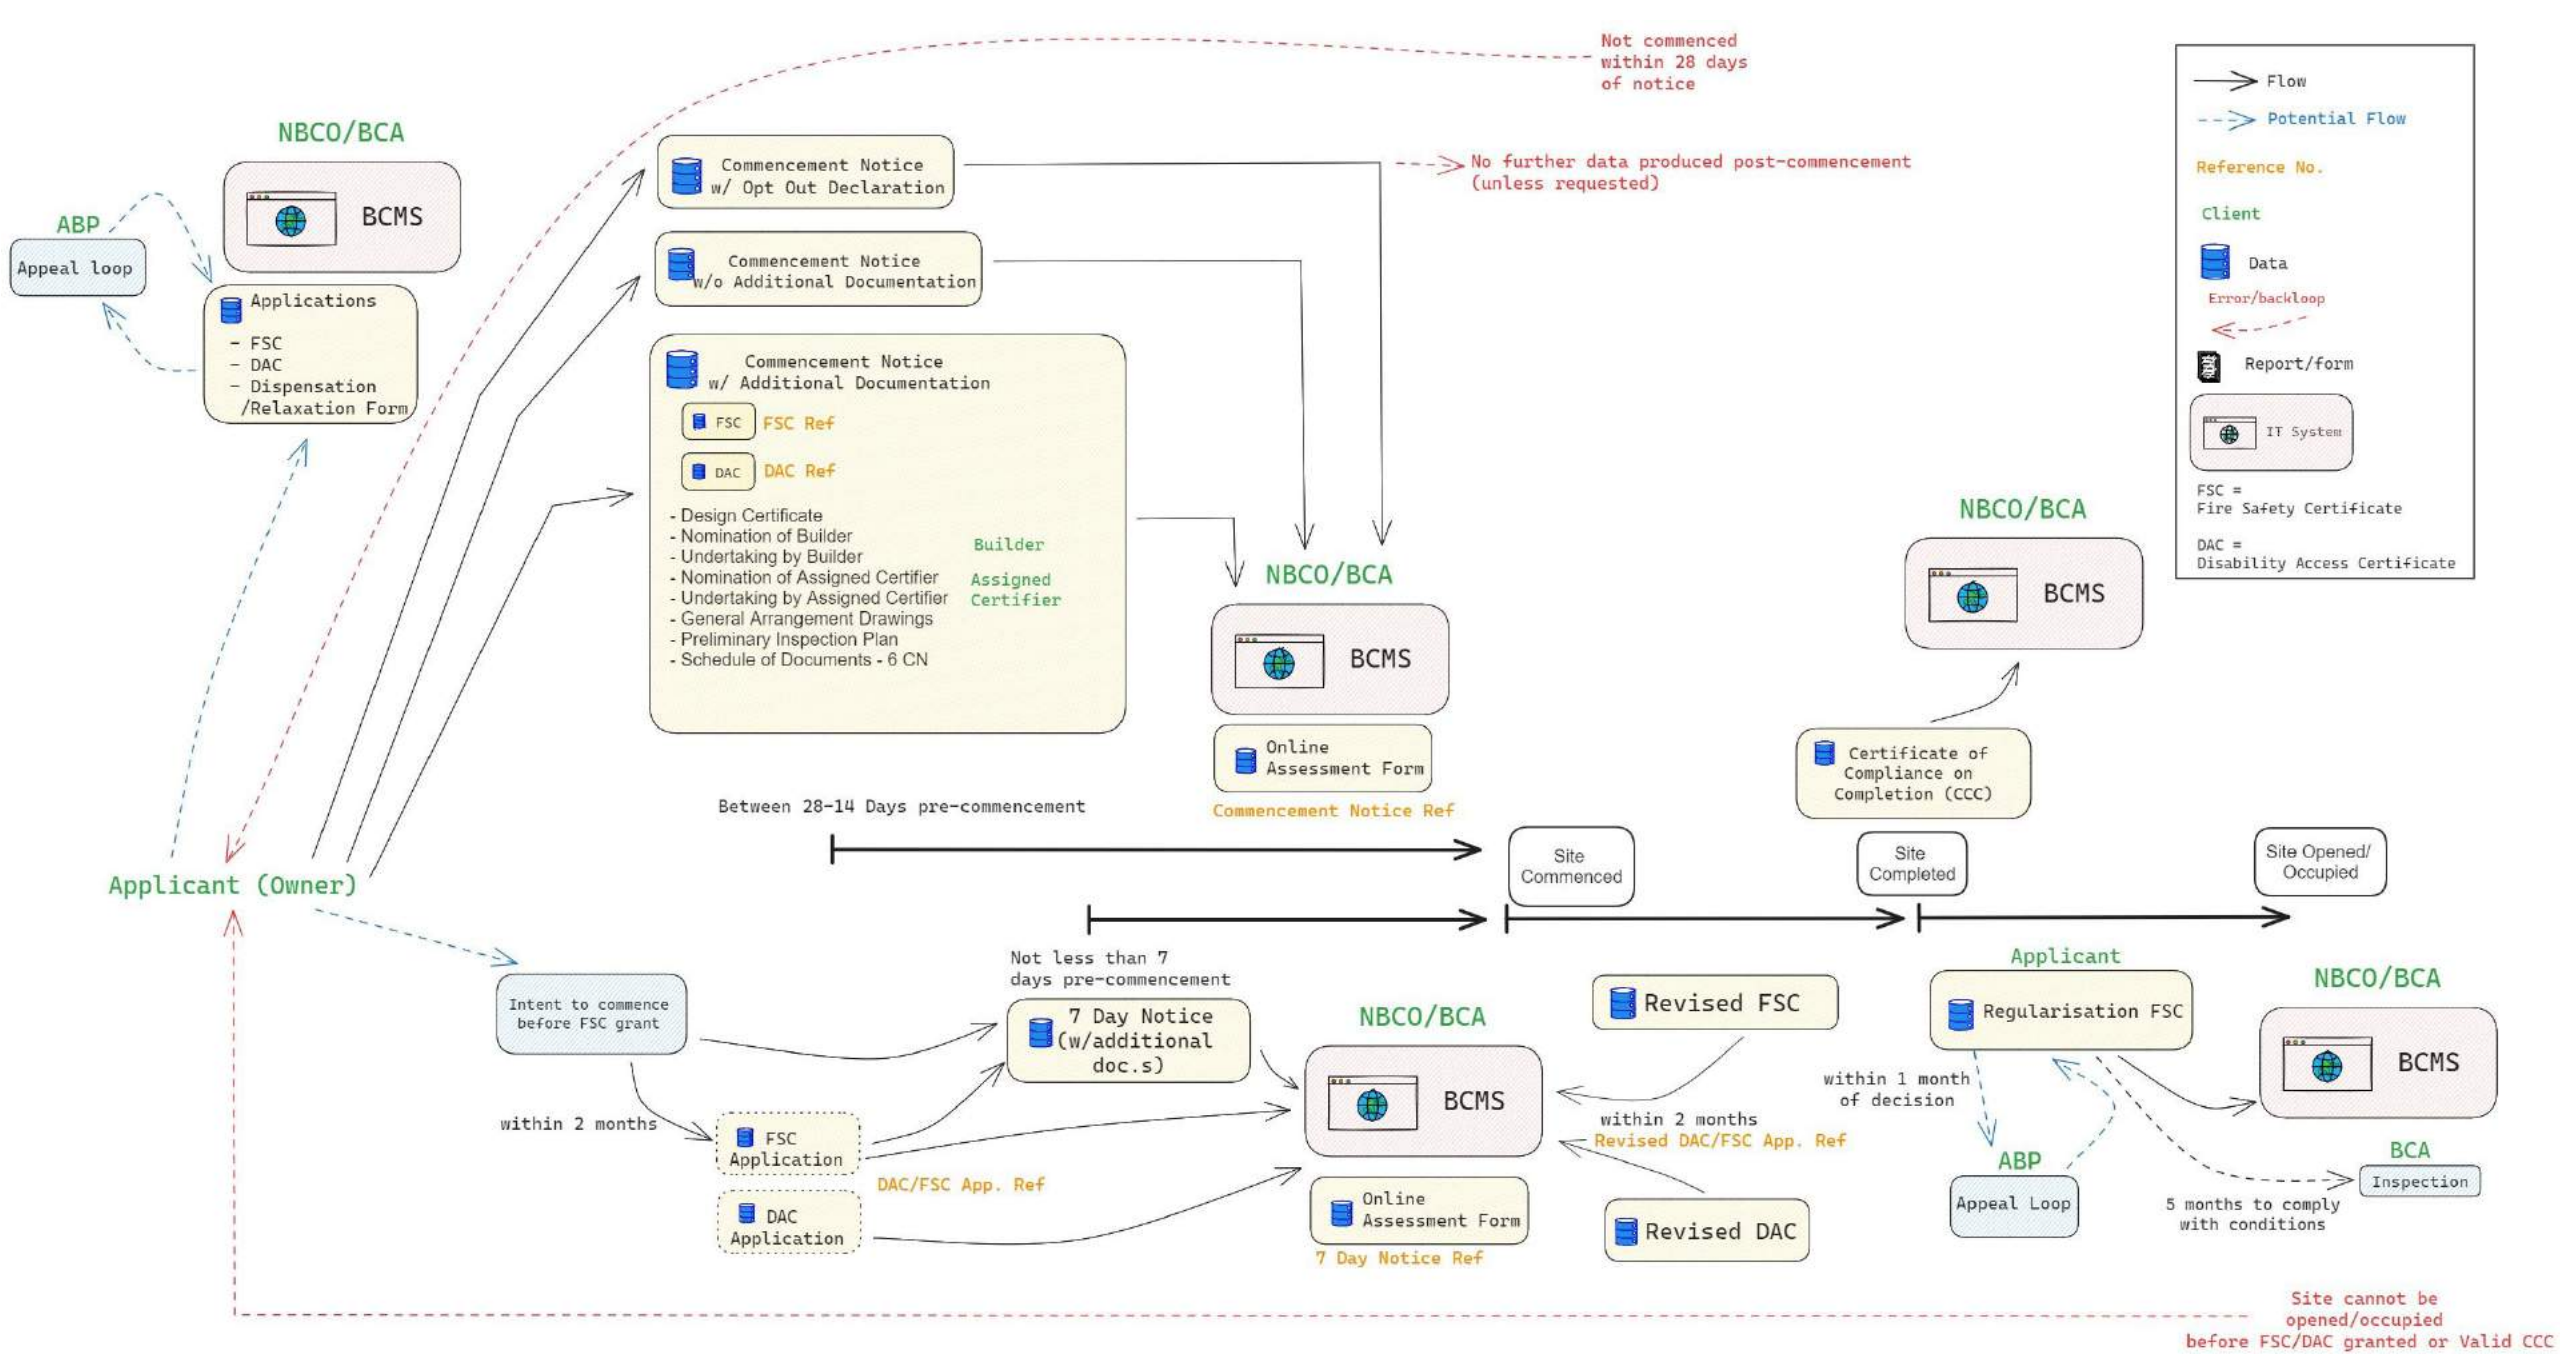 Not commenced
within 28 days
of notice
Flow
Potential Flow
Reference No.
Client
Data
Error/backloop
Report/form
IT System
FSC =
Fire Safety Certificate
DAC =
Disability Access Certificate
NBCO/BCA
BCMS
ABP
Appeal loop
Applications
- FSC
- DAC
- Dispensation
/Relaxation Form
Commencement Notice
w/ Opt Out Declaration
No further data produced post-commencement
(unless requested)
Commencement Notice
w/o Additional Documentation
Commencement Notice
w/ Additional Documentation
FSC
FSC Ref
DAC
DAC Ref
- Design Certificate
- Nomination of Builder
- Undertaking by Builder
- Nomination of Assigned Certifier
- Undertaking by Assigned Certifier
- General Arrangement Drawings
- Preliminary Inspection Plan
- Schedule of Documents - 6 CN
Builder
Assigned
Certifier
NBCO/BCA
BCMS
Online
Assessment Form
Commencement Notice Ref
NBCO/BCA
BCMS
Certificate of
Compliance on
Completion (CCC)
Between 28-14 Days pre-commencement
Site
Commenced
Site
Completed
Site Opened/
Occupied
Applicant (Owner)
Intent to commence
before FSC grant
within 2 months
FSC
Application
DAC
Application
DAC/FSC App. Ref
Not less than 7
days pre-commencement
7 Day Notice
(w/additional
doc.s)
NBCO/BCA
BCMS
Online
Assessment Form
7 Day Notice Ref
Revised FSC
within 2 months
Revised DAC/FSC App. Ref
Revised DAC
Applicant
Regularisation FSC
within 1 month
of decision
ABP
Appeal Loop
NBCO/BCA
BCMS
BCA
Inspection
5 months to comply
with conditions
Site cannot be
opened/occupied
before FSC/DAC granted or Valid CCC